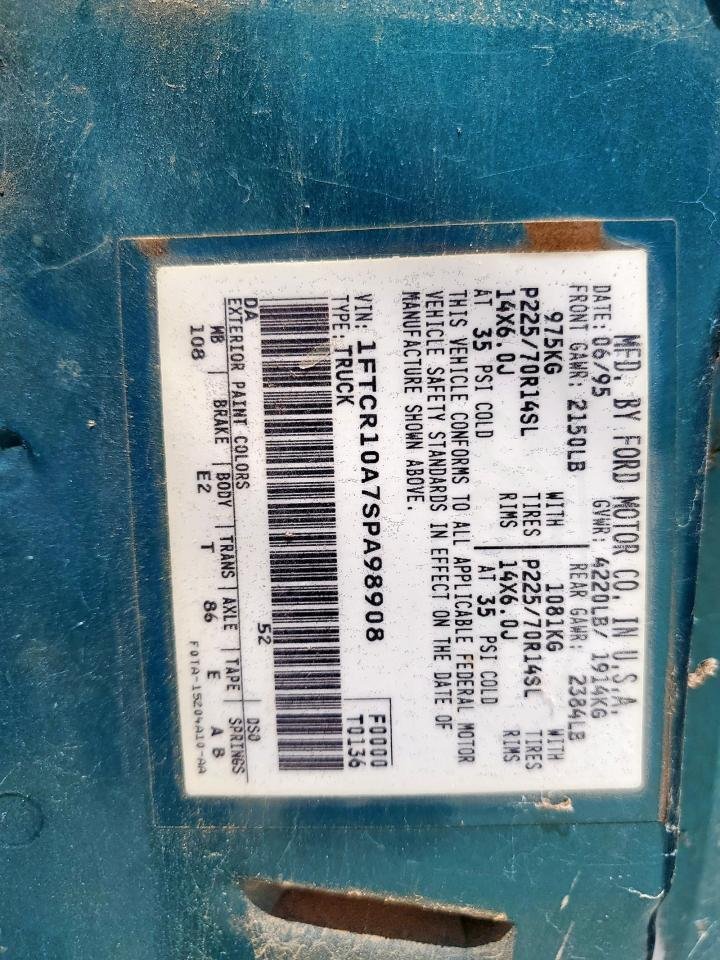 MFD. BY FORD MOTOR CO. IN U.S.A.
DATE: 06/95 GVWR: 4220LB/ 1914KG
FRONT GAWR: 2150LB REAR GAWR: 2384LB
975KG WITH 1081KG WITH
P225/70R14SL TIRES P225/70R14SL TIRES
14X6.0J RIMS 14X6.0J RIMS
AT 35 PSI COLD AT 35 PSI COLD
THIS VEHICLE CONFORMS TO ALL APPLICABLE FEDERAL MOTOR
VEHICLE SAFETY STANDARDS IN EFFECT ON THE DATE OF
MANUFACTURE SHOWN ABOVE.
VIN: 1FTCR10A7SPA98908 F0000
TYPE: TRUCK T0136
52
DA DSO
EXTERIOR PAINT COLORS
WB BRAKE BODY TRANS AXLE TAPE SPRINGS
108 E2 T 86 E A B
F0TA-15204A10-AA